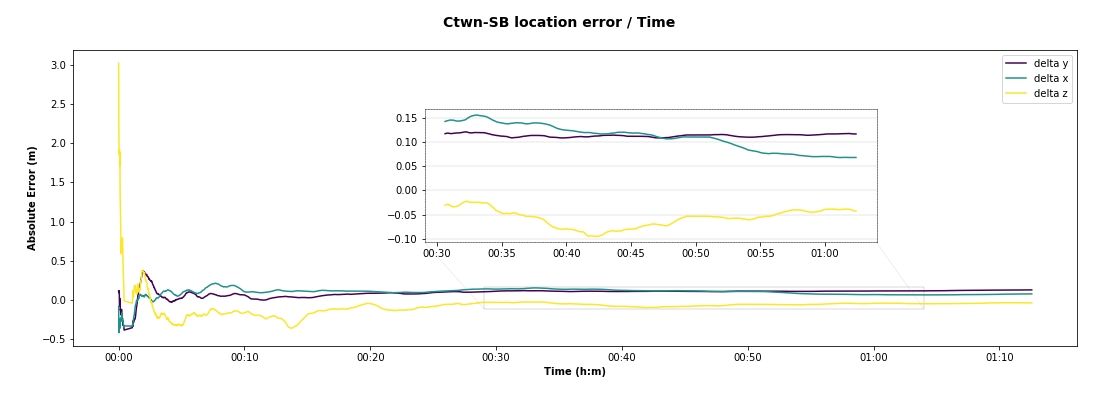 Ctwn-SB location error / Time
delta y
delta x
delta z
3.0
2.5
2.0
1.5
1.0
0.5
0.0
−0.5
Absolute Error (m)
0.15
0.10
0.05
0.00
−0.05
−0.10
00:30 00:35 00:40 00:45 00:50 00:55 01:00
00:00 00:10 00:20 00:30 00:40 00:50 01:00 01:10
Time (h:m)